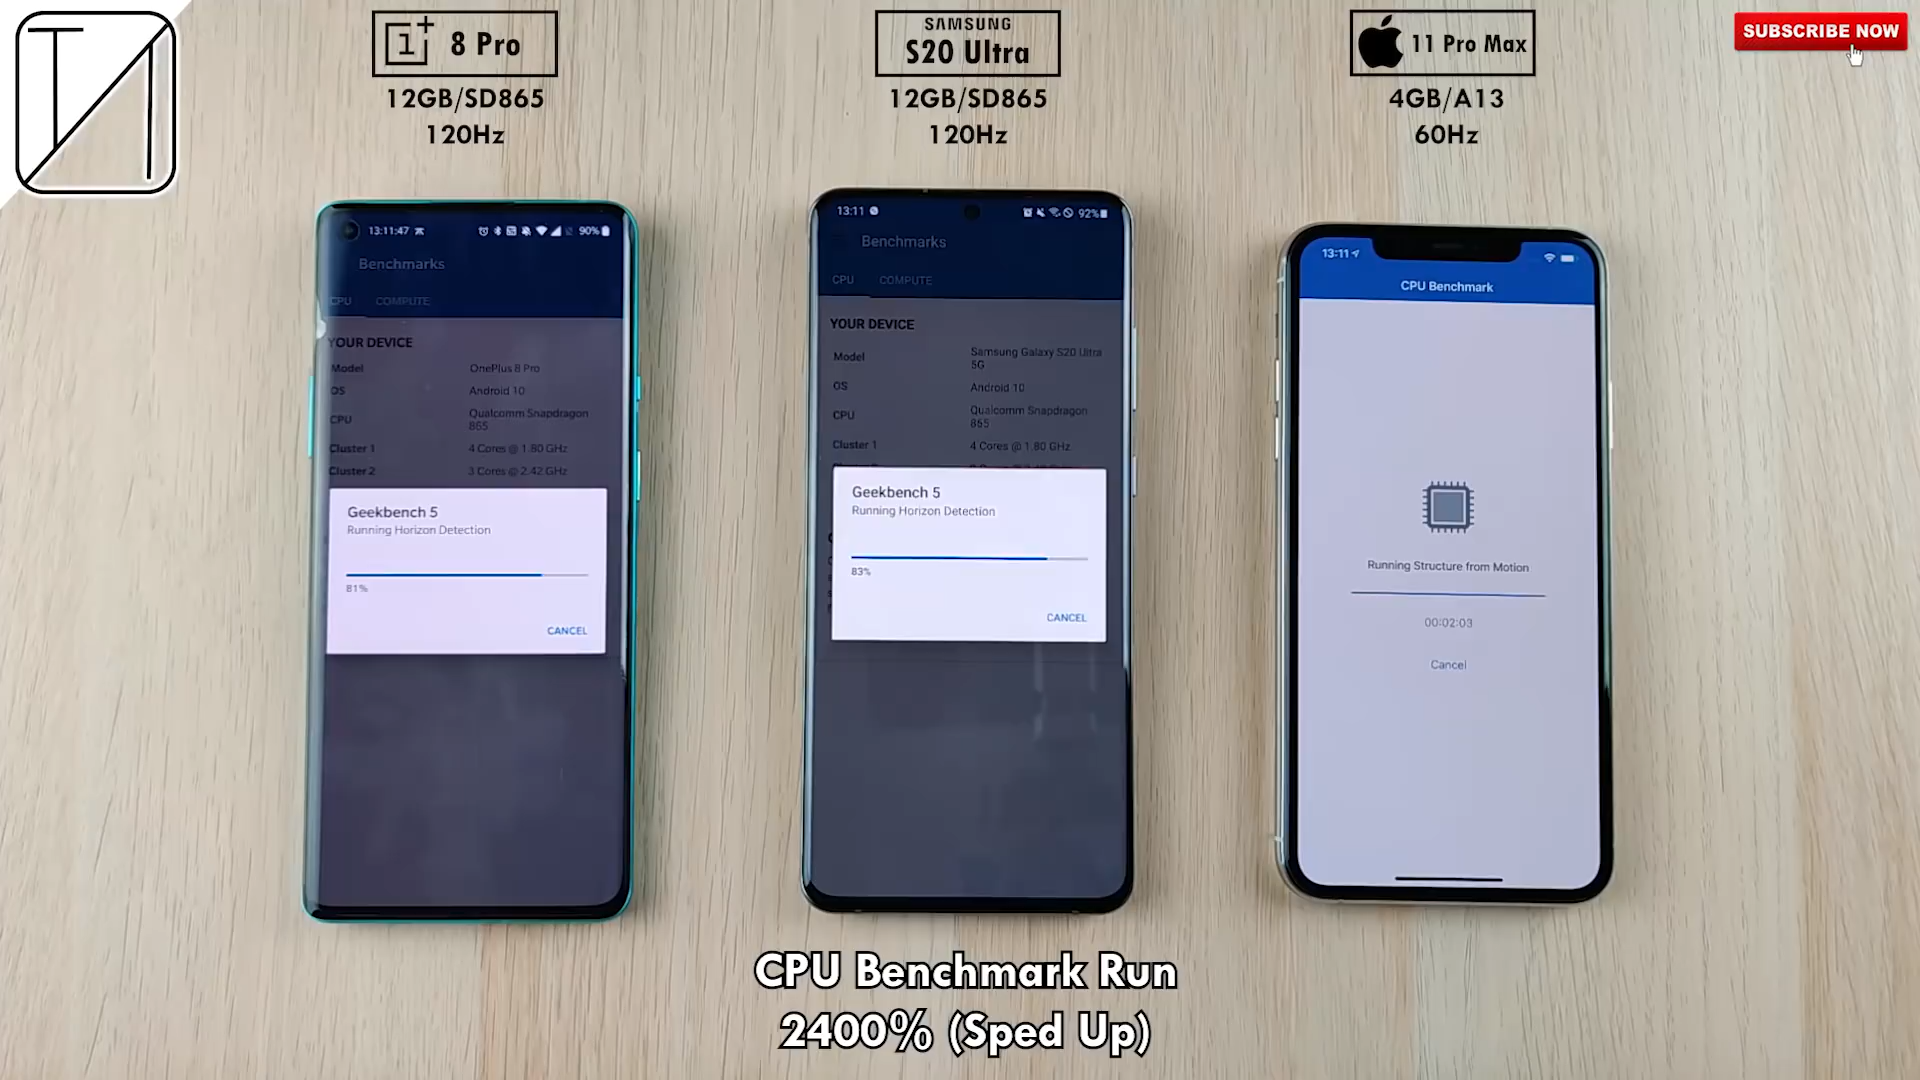 1+ 8 Pro
12GB/SD865
120Hz
SAMSUNG
S20 Ultra
12GB/SD865
120Hz
11 Pro Max
4GB/A13
60Hz
SUBSCRIBE NOW
13:11:47
90%
Benchmarks
CPU COMPUTE
YOUR DEVICE
Model OnePlus 8 Pro
OS Android 10
CPU Qualcomm Snapdragon
865
Cluster 1 4 Cores @ 1.80 GHz
Cluster 2 3 Cores @ 2.42 GHz
Geekbench 5
Running Horizon Detection
81%
CANCEL
13:11
92%
Benchmarks
CPU COMPUTE
YOUR DEVICE
Model Samsung Galaxy S20 Ultra
5G
OS Android 10
CPU Qualcomm Snapdragon
865
Cluster 1 4 Cores @ 1.80 GHz
Geekbench 5
Running Horizon Detection
83%
CANCEL
13:11
CPU Benchmark
Running Structure from Motion
00:02:03
Cancel
CPU Benchmark Run
2400% (Sped Up)